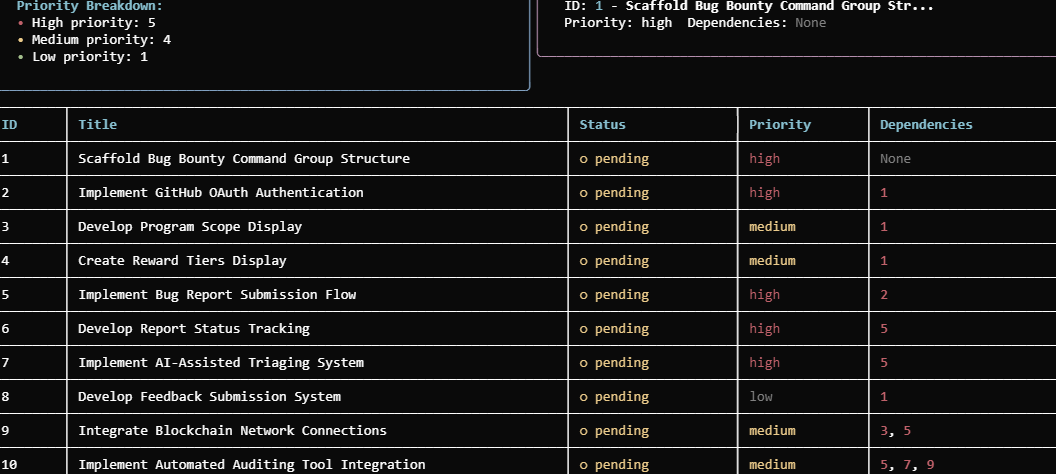 Priority Breakdown:
• High priority: 5
• Medium priority: 4
• Low priority: 1
ID: 1 - Scaffold Bug Bounty Command Group Str...
Priority: high  Dependencies: None
ID Title Status Priority Dependencies
1 Scaffold Bug Bounty Command Group Structure o pending high None
2 Implement GitHub OAuth Authentication o pending high 1
3 Develop Program Scope Display o pending medium 1
4 Create Reward Tiers Display o pending medium 1
5 Implement Bug Report Submission Flow o pending high 2
6 Develop Report Status Tracking o pending high 5
7 Implement AI-Assisted Triaging System o pending high 5
8 Develop Feedback Submission System o pending low 1
9 Integrate Blockchain Network Connections o pending medium 3, 5
10 Implement Automated Auditing Tool Integration o pending medium 5, 7, 9